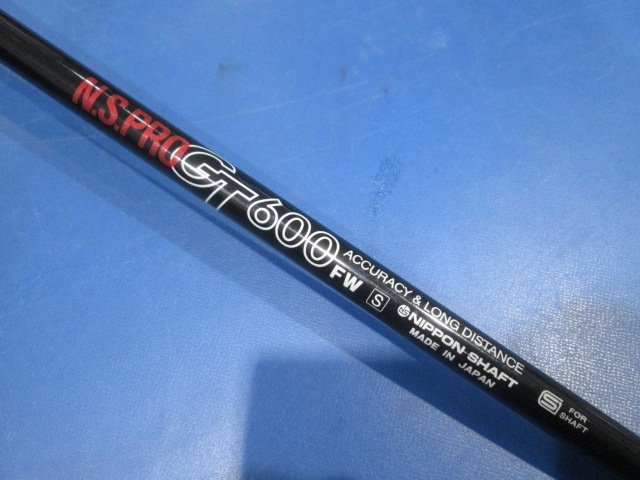 N.S.PRO GT600 FW S
ACCURACY & LONG DISTANCE
NIPPON SHAFT
MADE IN JAPAN
S FOR
SHAFT